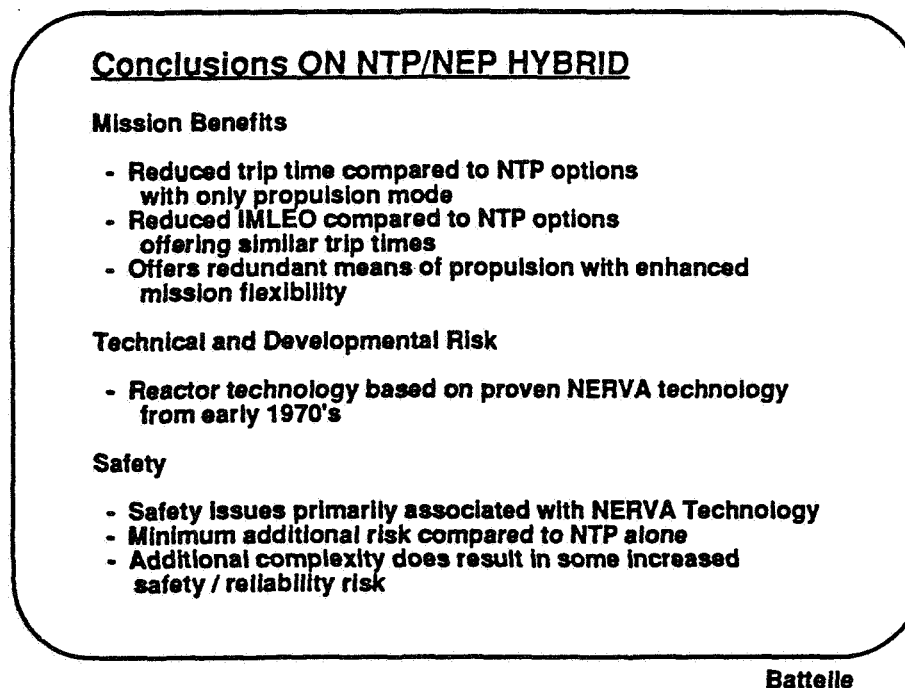 Conclusions ON NTP/NEP HYBRID
Mission Benefits
- Reduced trip time compared to NTP options
with only propulsion mode
- Reduced IMLEO compared to NTP options
offering similar trip times
- Offers redundant means of propulsion with enhanced
mission flexibility
Technical and Developmental Risk
- Reactor technology based on proven NERVA technology
from early 1970's
Safety
- Safety issues primarily associated with NERVA Technology
- Minimum additional risk compared to NTP alone
- Additional complexity does result in some increased
safety / reliability risk
Battelle